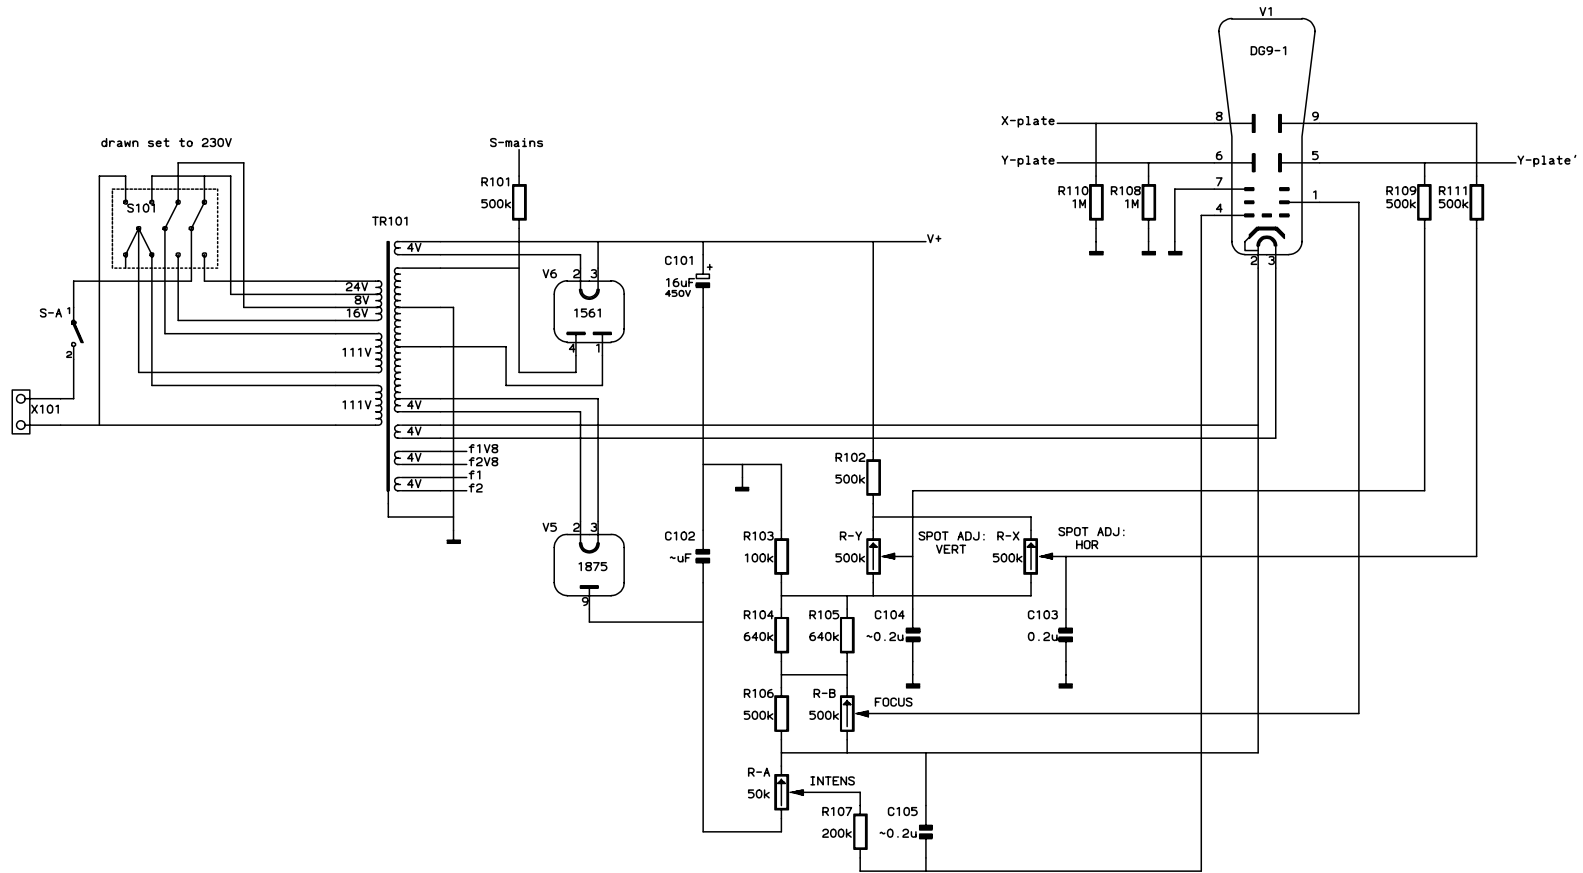 V1
DG9-1
X-plate
8
9
drawn set to 230V
S-mains
Y-plate
6
5
Y-plate'
R101
500k
7
R110
1M
R108
1M
1
R109
500k
R111
500k
S101
4
TR101
4V
V+
2
3
C101
+
16uF
450V
V6
2
3
24V
8V
16V
S-A
1
2
1561
4
1
111V
X101
111V
4V
4V
f1V8
4V
f2V8
f1
4V
f2
R102
500k
V5
2
3
C102
~uF
R103
100k
R-Y
500k
SPOT ADJ:
VERT
R-X
500k
SPOT ADJ:
HOR
1875
9
R104
640k
R105
640k
C104
~0.2u
C103
0.2u
R106
500k
R-B
500k
FOCUS
R-A
50k
INTENS
R107
200k
C105
~0.2u